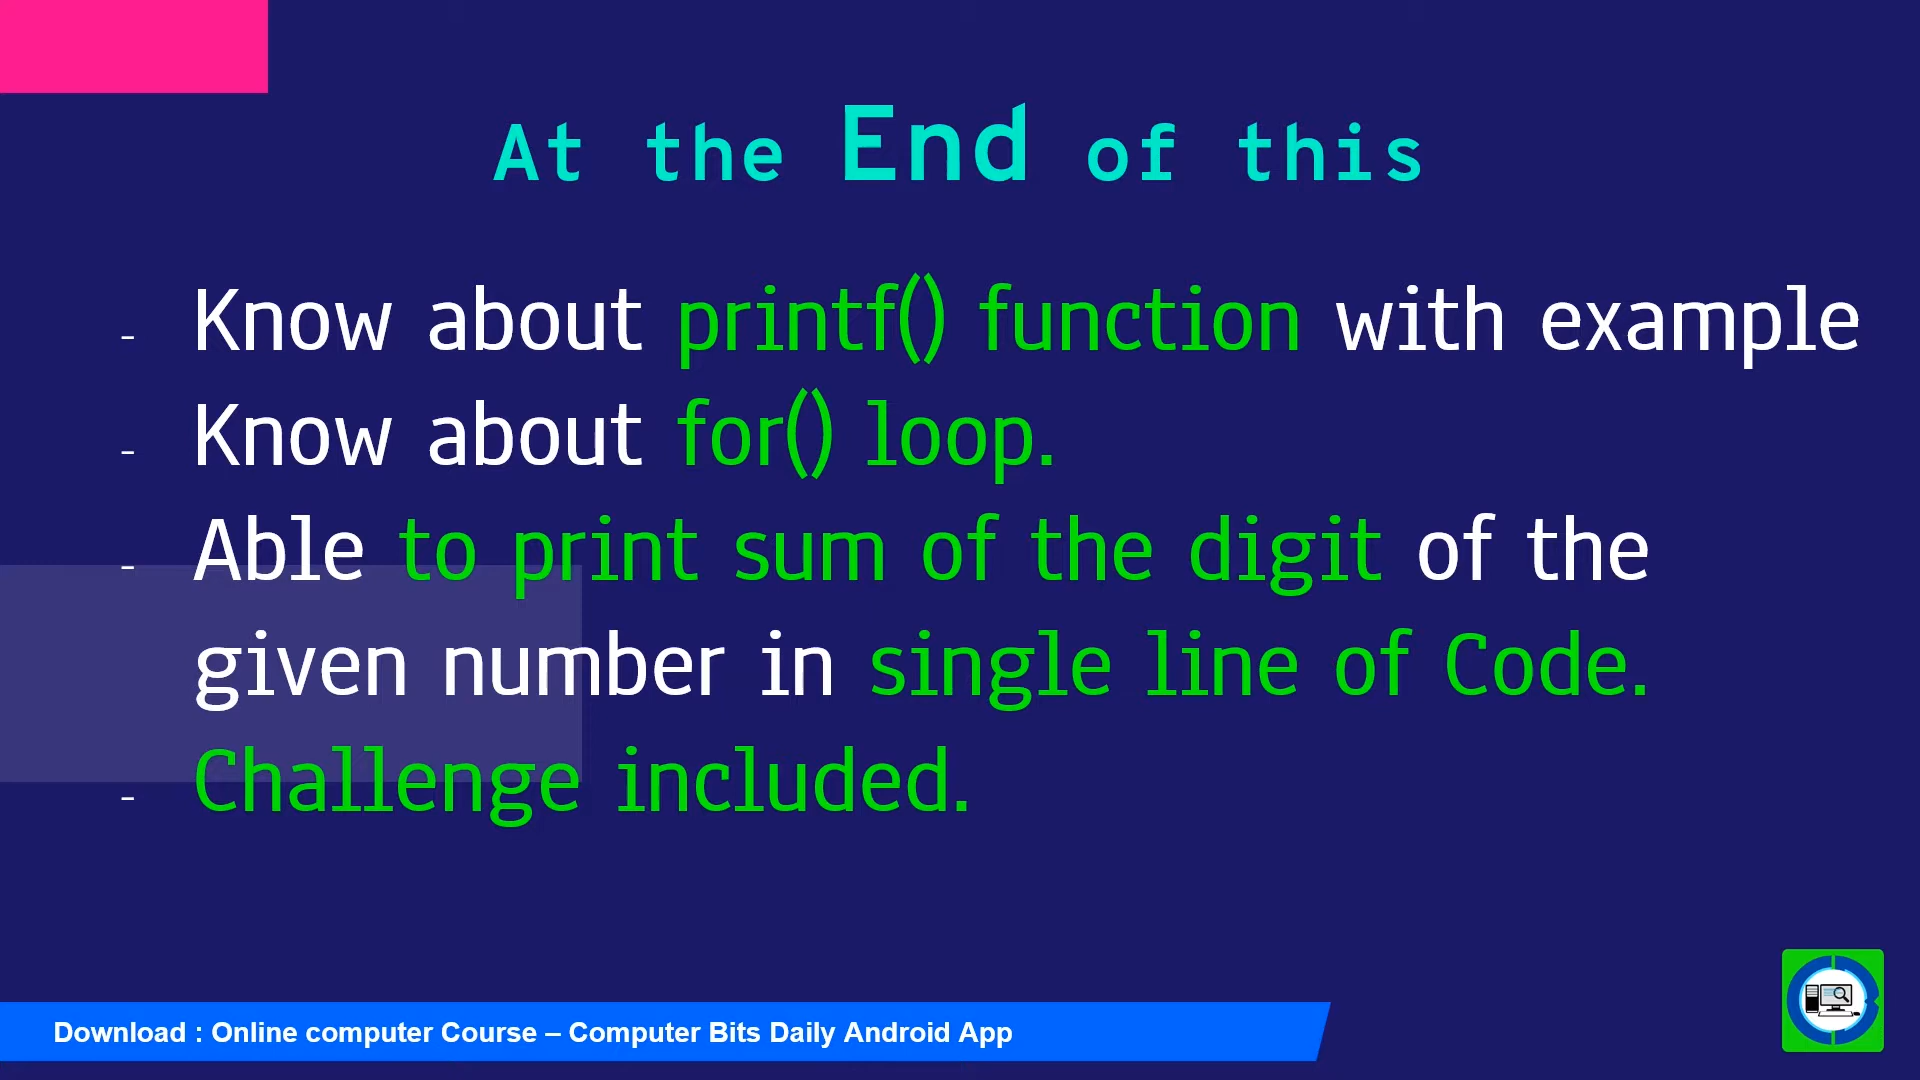 At the End of this
- Know about printf() function with example
- Know about for() loop.
- Able to print sum of the digit of the
given number in single line of Code.
- Challenge included.
Download : Online computer Course – Computer Bits Daily Android App